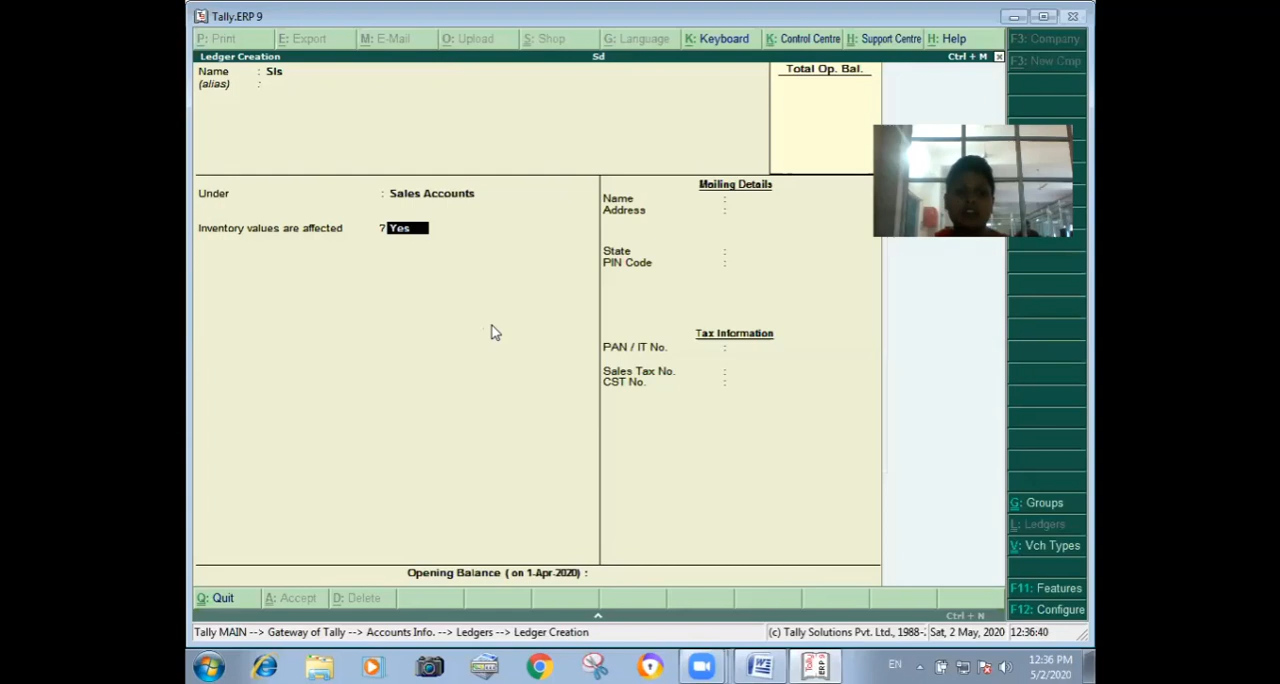 Tally.ERP 9
P: Print E: Export M: E-Mail O: Upload S: Shop G: Language K: Keyboard K: Control Centre H: Support Centre H: Help F3: Company
Ledger Creation Sd Ctrl + M
F3: New Cmp
Name : Sls
(alias) :
Total Op. Bal.
Under : Sales Accounts
Inventory values are affected ? Yes
Mailing Details
Name :
Address :
State :
PIN Code :
Tax Information
PAN / IT No. :
Sales Tax No. :
CST No. :
G: Groups
L: Ledgers
V: Vch Types
F11: Features
F12: Configure
Opening Balance ( on 1-Apr-2020) :
Q: Quit A: Accept D: Delete
Ctrl + N
Tally MAIN --> Gateway of Tally --> Accounts Info. --> Ledgers --> Ledger Creation (c) Tally Solutions Pvt. Ltd., 1988- Sat, 2 May, 2020 12:36:40
W ERP 9 EN 12:36 PM
5/2/2020